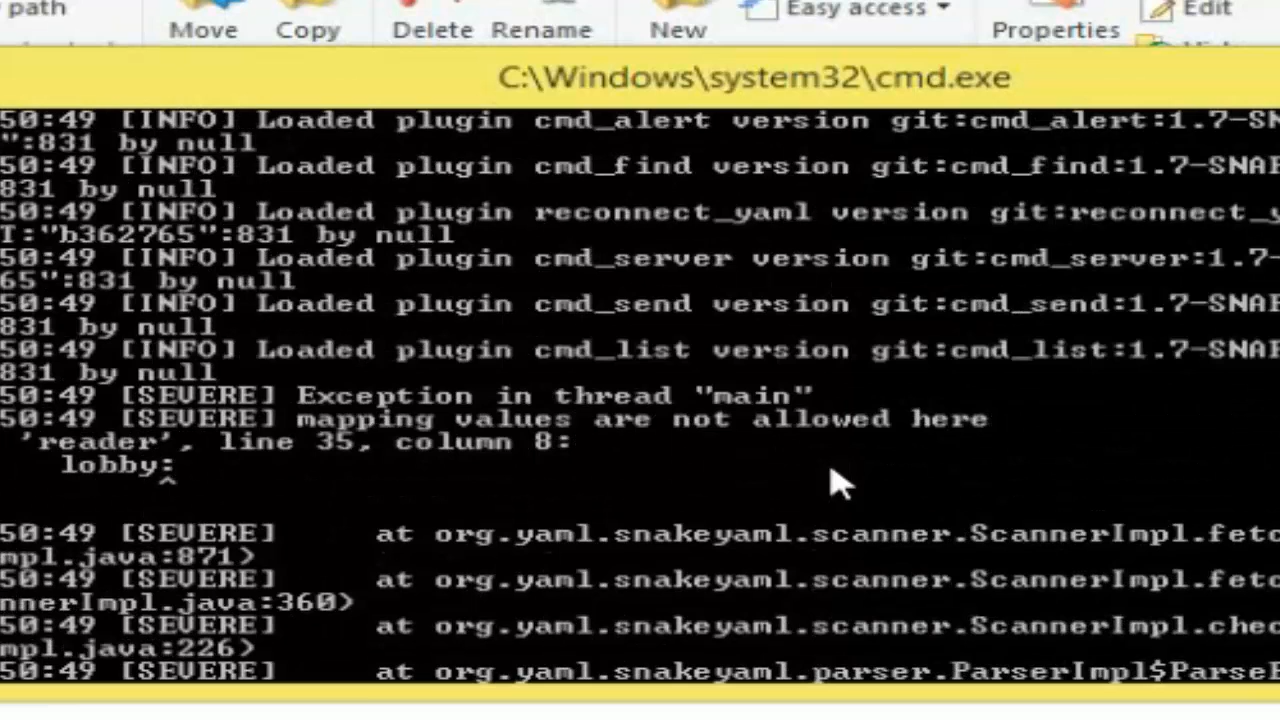 path
Move Copy Delete Rename New Easy access Properties Edit
C:\Windows\system32\cmd.exe
50:49 [INFO] Loaded plugin cmd_alert version git:cmd_alert:1.7-SN
":831 by null
50:49 [INFO] Loaded plugin cmd_find version git:cmd_find:1.7-SNAP
831 by null
50:49 [INFO] Loaded plugin reconnect_yaml version git:reconnect_y
T:"b362765":831 by null
50:49 [INFO] Loaded plugin cmd_server version git:cmd_server:1.7-
65":831 by null
50:49 [INFO] Loaded plugin cmd_send version git:cmd_send:1.7-SNAP
831 by null
50:49 [INFO] Loaded plugin cmd_list version git:cmd_list:1.7-SNAP
831 by null
50:49 [SEVERE] Exception in thread "main"
50:49 [SEVERE] mapping values are not allowed here
'reader', line 35, column 8:
lobby:
^
50:49 [SEVERE] at org.yaml.snakeyaml.scanner.ScannerImpl.fetc
mpl.java:871)
50:49 [SEVERE] at org.yaml.snakeyaml.scanner.ScannerImpl.fetc
nnerImpl.java:360)
50:49 [SEVERE] at org.yaml.snakeyaml.scanner.ScannerImpl.chec
mpl.java:226)
50:49 [SEVERE] at org.yaml.snakeyaml.parser.ParserImpl$ParseB